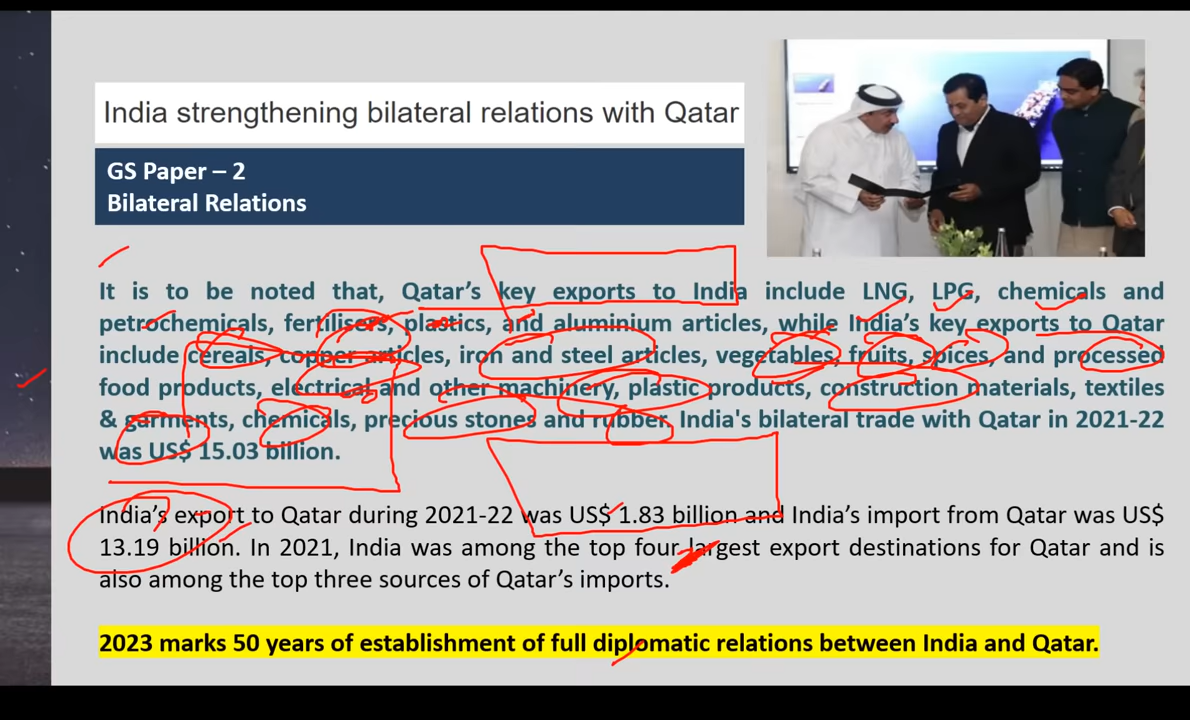 India strengthening bilateral relations with Qatar
GS Paper – 2
Bilateral Relations
It is to be noted that, Qatar’s key exports to India include LNG, LPG, chemicals and
petrochemicals, fertilisers, plastics, and aluminium articles, while India’s key exports to Qatar
include cereals, copper articles, iron and steel articles, vegetables, fruits, spices, and processed
food products, electrical and other machinery, plastic products, construction materials, textiles
& garments, chemicals, precious stones and rubber. India's bilateral trade with Qatar in 2021-22
was US$ 15.03 billion.
India’s export to Qatar during 2021-22 was US$ 1.83 billion and India’s import from Qatar was US$
13.19 billion. In 2021, India was among the top four largest export destinations for Qatar and is
also among the top three sources of Qatar’s imports.
2023 marks 50 years of establishment of full diplomatic relations between India and Qatar.